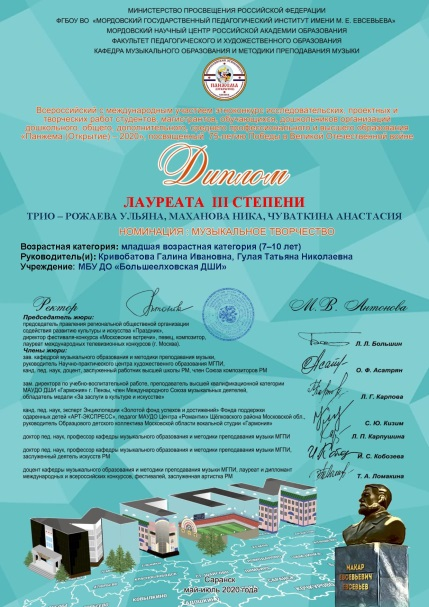 МИНИСТЕРСТВО ПРОСВЕЩЕНИЯ РОССИЙСКОЙ ФЕДЕРАЦИИ
ФГБОУ ВО «МОРДОВСКИЙ ГОСУДАРСТВЕННЫЙ ПЕДАГОГИЧЕСКИЙ ИНСТИТУТ ИМЕНИ М. Е. ЕВСЕВЬЕВА»
МОРДОВСКИЙ НАУЧНЫЙ ЦЕНТР РОССИЙСКОЙ АКАДЕМИИ ОБРАЗОВАНИЯ
ФАКУЛЬТЕТ ПЕДАГОГИЧЕСКОГО И ХУДОЖЕСТВЕННОГО ОБРАЗОВАНИЯ
КАФЕДРА МУЗЫКАЛЬНОГО ОБРАЗОВАНИЯ И МЕТОДИКИ ПРЕПОДАВАНИЯ МУЗЫКИ
ПАНЖЕМА
Всероссийский с международным участием этноконкурс исследовательских, проектных и
творческих работ студентов, магистрантов, обучающихся, дошкольников организаций
дошкольного, общего, дополнительного, среднего профессионального и высшего образования
«Панжема (Открытие) – 2020», посвященный 75-летия Победы в Великой Отечественной войне
Диплом
ЛАУРЕАТА III СТЕПЕНИ
ТРИО – РОЖАЕВА УЛЬЯНА, МАХАНОВА НИКА, ЧУВАТКИНА АНАСТАСИЯ
НОМИНАЦИЯ: МУЗЫКАЛЬНОЕ ТВОРЧЕСТВО
Возрастная категория: младшая возрастная категория (7–10 лет)
Руководитель(и): Кривобатова Галина Ивановна, Гулая Татьяна Николаевна
Учреждение: МБУ ДО «Большеелховская ДШИ»
Ректор М. В. Антонова
Председатель жюри:
председатель правления региональной общественной организации
содействия развитию культуры и искусства «Праздник»,
директор фестиваля-конкурса «Московские встречи», певец, композитор,
лауреат международных телевизионных конкурсов (г. Москва). Л. Л. Большин
Члены жюри:
зав. кафедрой музыкального образования и методики преподавания музыки,
руководитель Научно-практического центра художественного образования МГПИ,
канд. пед. наук, доцент, заслуженный работник высшей школы РМ, член Союза композиторов РМ О. Ф. Асатрян
зам. директора по учебно-воспитательной работе, преподаватель высшей квалификационной категории
МАУДО ДШИ «Гармония» г. Пензы, член Международного Союза музыкальных деятелей,
обладатель медали «За заслуги в культуре и искусстве» Л. Г. Карпова
канд. пед. наук, эксперт Энциклопедии «Золотой фонд успехов и достижений» Фонда поддержки
одаренных детей «АРТ-ЭКСПРЕСС», педагог МАУДО Центра «Романтик» Щёлковского района Московской обл.,
руководитель Образцового детского коллектива Московской области вокальной студии «Гармония» С. Ю. Кизим
доктор пед. наук, профессор кафедры музыкального образования и методики преподавания музыки МГПИ Л. П. Карпушина
доктор пед. наук, профессор кафедры музыкального образования и методики преподавания музыки МГПИ,
заслуженный деятель искусств РМ И. С. Кобозева
доцент кафедры музыкального образования и методики преподавания музыки МГПИ, лауреат и дипломант
международных и всероссийских конкурсов, фестивалей, заслуженная артистка РМ Т. А. Ломакина
МАКАР
ЕВСЕВЬЕВИЧ
ЕВСЕВЬЕВ
Саранск
май-июль 2020 года